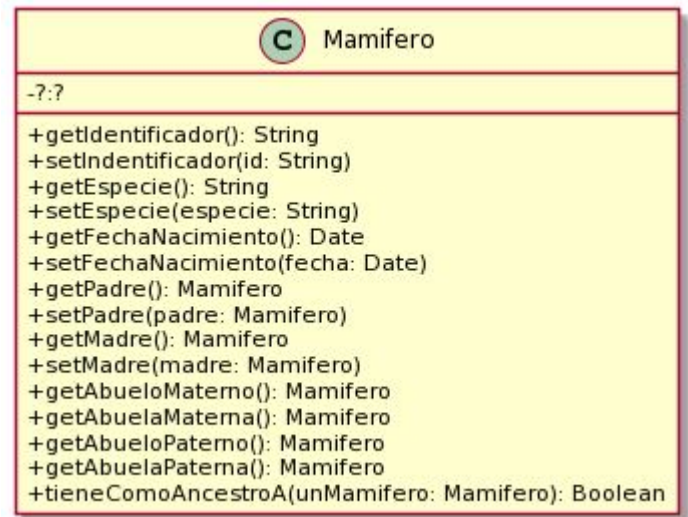 C Mamifero
-?:?
+getIdentificador(): String
+setIndentificador(id: String)
+getEspecie(): String
+setEspecie(especie: String)
+getFechaNacimiento(): Date
+setFechaNacimiento(fecha: Date)
+getPadre(): Mamifero
+setPadre(padre: Mamifero)
+getMadre(): Mamifero
+setMadre(madre: Mamifero)
+getAbueloMaterno(): Mamifero
+getAbuelaMaterna(): Mamifero
+getAbueloPaterno(): Mamifero
+getAbuelaPaterna(): Mamifero
+tieneComoAncestroA(unMamifero: Mamifero): Boolean